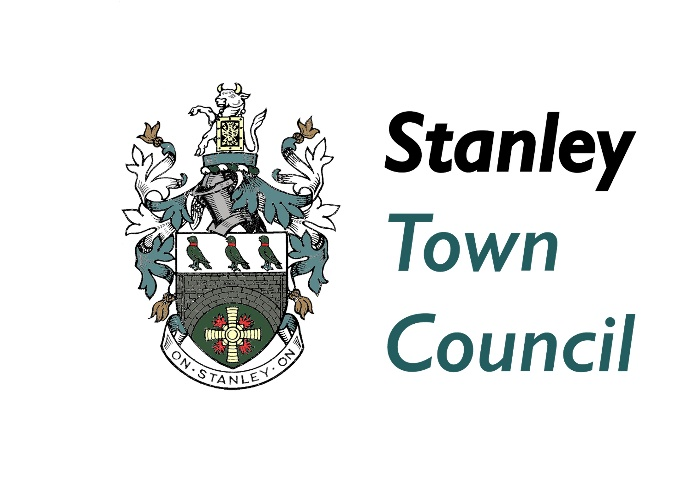 Stanley
Town
Council
ON · STANLEY · ON